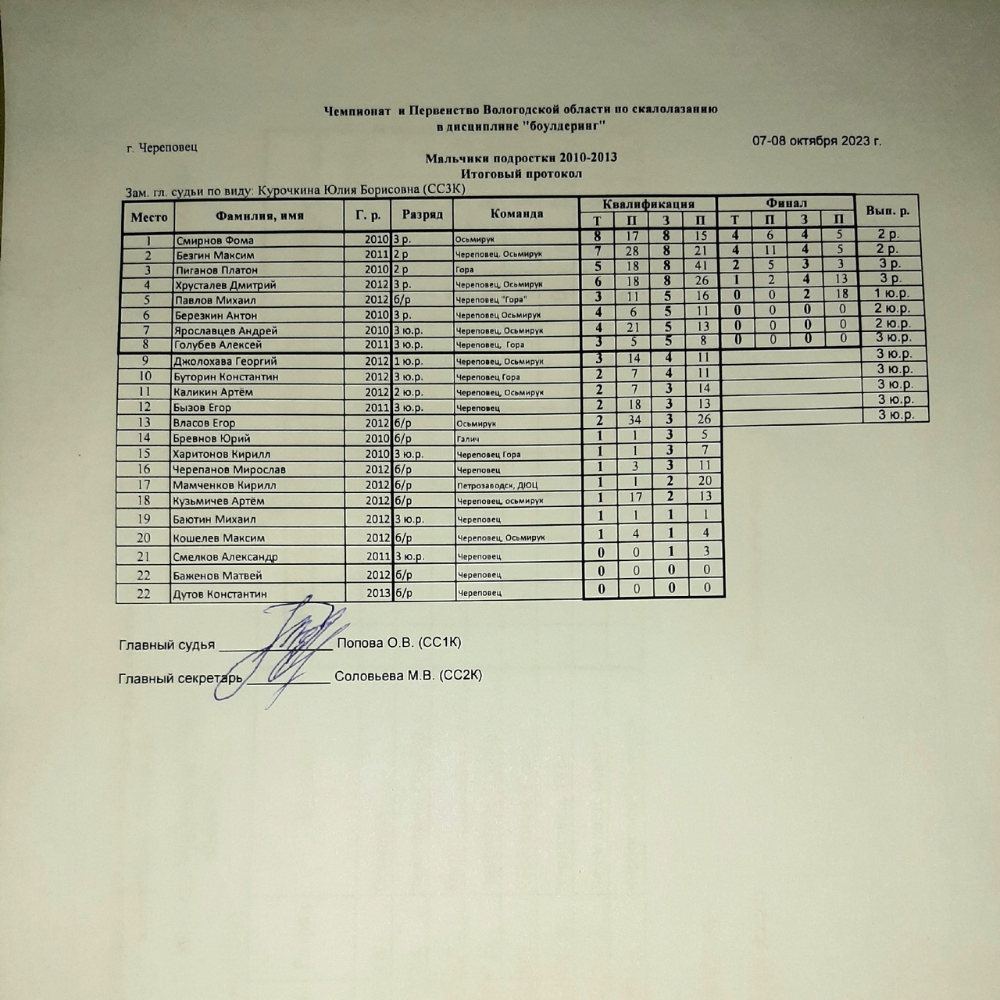 Чемпионат и Первенство Вологодской области по скалолазанию
в дисциплине "боулдеринг"
г. Череповец
07-08 октября 2023 г.
Мальчики подростки 2010-2013
Итоговый протокол
Зам. гл. судьи по виду: Курочкина Юлия Борисовна (СС3К)
Место Фамилия, имя Г. р. Разряд Команда Квалификация Финал Вып. р.
Т П З П Т П З П
1 Смирнов Фома 2010 3 р. Осьмирук 8 17 8 15 4 6 4 5 2 р.
2 Безгин Максим 2011 2 р Череповец, Осьмирук 7 28 8 21 4 11 4 5 2 р.
3 Пиганов Платон 2010 2 р Гора 5 18 8 41 2 5 3 3 3 р.
4 Хрусталев Дмитрий 2012 3 р. Череповец, Осьмирук 6 18 8 26 1 2 4 13 3 р.
5 Павлов Михаил 2012 б/р Череповец "Гора" 3 11 5 16 0 0 2 18 1 ю.р.
6 Березкин Антон 2010 3 р. Череповец Осьмирук 4 6 5 11 0 0 0 0 2 ю.р.
7 Ярославцев Андрей 2010 3 ю.р. Череповец, Осьмирук 4 21 5 13 0 0 0 0 2 ю.р.
8 Голубев Алексей 2011 3 ю.р. Череповец, Гора 3 5 5 8 0 0 0 0 3 ю.р.
9 Джолохава Георгий 2012 1 ю.р. Череповец, Осьмирук 3 14 4 11 3 ю.р.
10 Буторин Константин 2012 3 ю.р. Череповец Гора 2 7 4 11 3 ю.р.
11 Каликин Артём 2012 2 ю.р. Череповец, Осьмирук 2 7 3 14 3 ю.р.
12 Бызов Егор 2011 3 ю.р. Череповец 2 18 3 13 3 ю.р.
13 Власов Егор 2012 б/р Осьмирук 2 34 3 26 3 ю.р.
14 Бревнов Юрий 2010 б/р Галич 1 1 3 5
15 Харитонов Кирилл 2010 3 ю.р. Череповец Гора 1 1 3 7
16 Черепанов Мирослав 2012 б/р Череповец 1 3 3 11
17 Мамченков Кирилл 2012 б/р Петрозаводск, ДЮЦ 1 1 2 20
18 Кузьмичев Артём 2012 б/р Череповец, осьмирук 1 17 2 13
19 Баютин Михаил 2012 3 ю.р. Череповец 1 1 1 1
20 Кошелев Максим 2012 б/р Череповец, Осьмирук 1 4 1 4
21 Смелков Александр 2011 3 ю.р. Череповец 0 0 1 3
22 Баженов Матвей 2012 б/р Череповец 0 0 0 0
22 Дутов Константин 2013 б/р Череповец 0 0 0 0
Главный судья Попова О.В. (СС1К)
Главный секретарь Соловьева М.В. (СС2К)